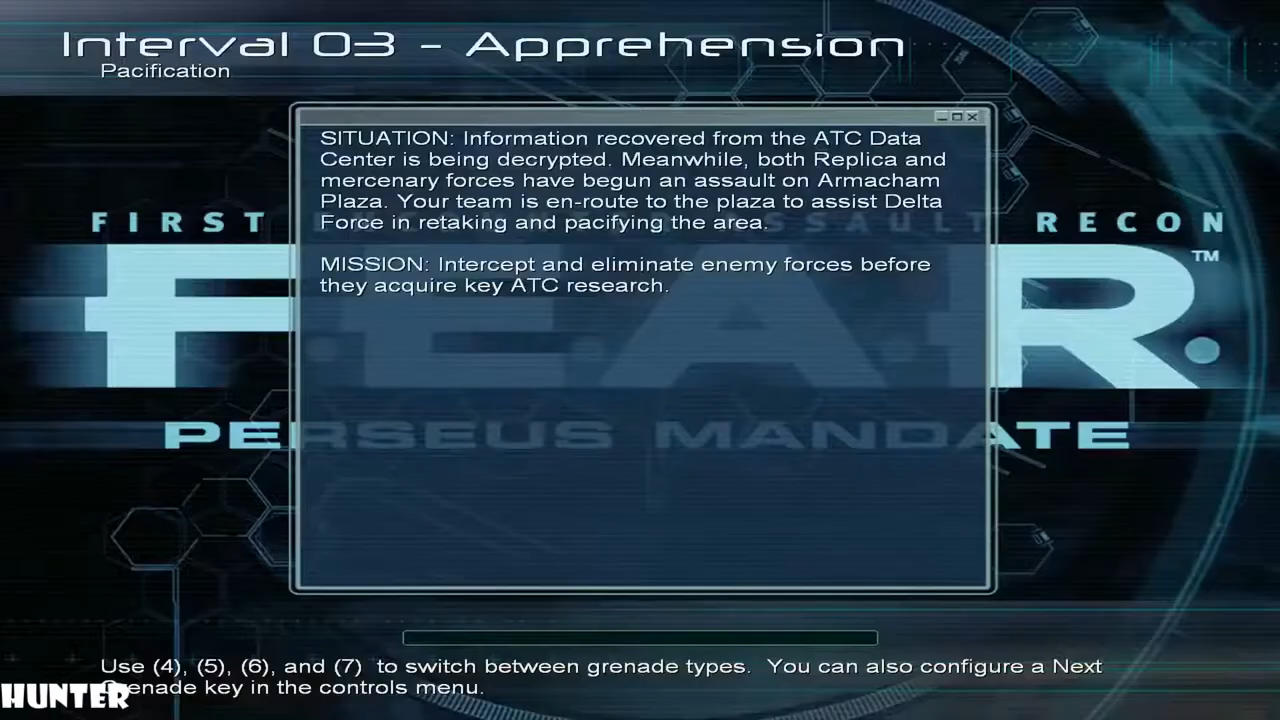 Interval 03 - Apprehension
Pacification
SITUATION: Information recovered from the ATC Data
Center is being decrypted. Meanwhile, both Replica and
mercenary forces have begun an assault on Armacham
Plaza. Your team is en-route to the plaza to assist Delta
Force in retaking and pacifying the area.
MISSION: Intercept and eliminate enemy forces before
they acquire key ATC research.
FIRST ENCOUNTER ASSAULT RECON
F.E.A.R.™
PERSEUS MANDATE
Use (4), (5), (6), and (7) to switch between grenade types. You can also configure a Next
Grenade key in the controls menu.
HUNTER